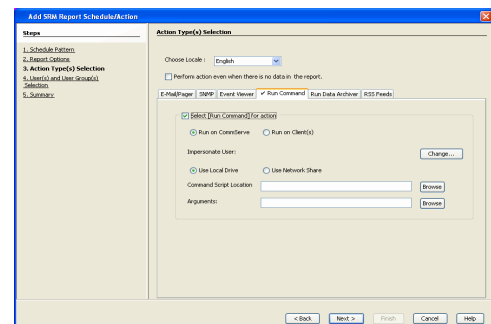 Add SRM Report Schedule/Action
Steps
1. Schedule Pattern
2. Report Options
3. Action Type(s) Selection
4. User(s) and User Group(s)
Selection
5. Summary
Action Type(s) Selection
Choose Locale : English
Perform action even when there is no data in the report.
E-Mail/Pager SNMP Event Viewer ✓ Run Command Run Data Archiver RSS Feeds
Select [Run Command] for action
Run on CommServe Run on Client(s)
Impersonate User: Change...
Use Local Drive Use Network Share
Command Script Location Browse
Arguments: Browse
< Back Next > Finish Cancel Help